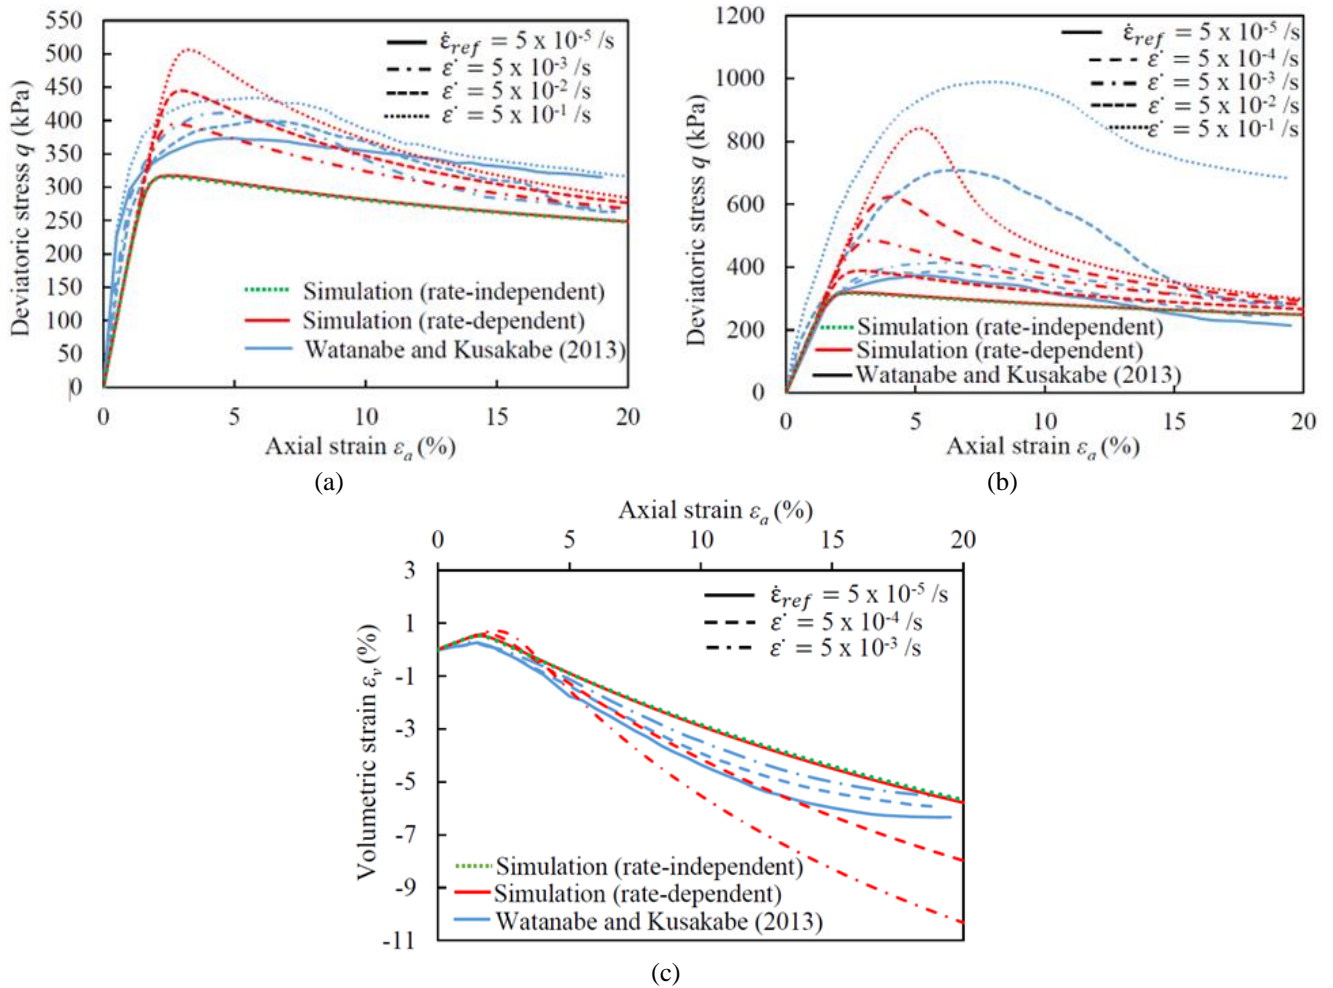 550
500
450
400
350
300
250
200
150
100
50
0
Deviatoric stress q (kPa)
ε̇ref = 5 x 10-5 /s
ε˙ = 5 x 10-3 /s
ε˙ = 5 x 10-2 /s
ε˙ = 5 x 10-1 /s
Simulation (rate-independent)
Simulation (rate-dependent)
Watanabe and Kusakabe (2013)
0 5 10 15 20
Axial strain εa (%)
(a)
1200
1000
800
600
400
200
0
Deviatoric stress q (kPa)
ε̇ref = 5 x 10-5 /s
ε˙ = 5 x 10-4 /s
ε˙ = 5 x 10-3 /s
ε˙ = 5 x 10-2 /s
ε˙ = 5 x 10-1 /s
Simulation (rate-independent)
Simulation (rate-dependent)
Watanabe and Kusakabe (2013)
0 5 10 15 20
Axial strain εa (%)
(b)
Axial strain εa (%)
0 5 10 15 20
3
1
-1
-3
-5
-7
-9
-11
Volumetric strain εv (%)
ε̇ref = 5 x 10-5 /s
ε˙ = 5 x 10-4 /s
ε˙ = 5 x 10-3 /s
Simulation (rate-independent)
Simulation (rate-dependent)
Watanabe and Kusakabe (2013)
(c)